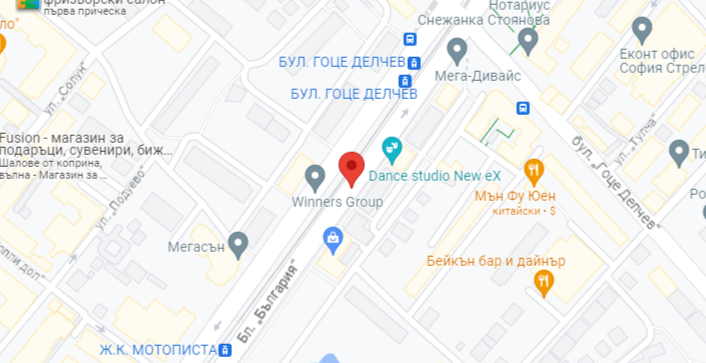 фризьорски салон
първа прическа
Нотариус
Снежанка Стоянова
ло"
Еконт офис
София Стрел
БУЛ. ГОЦЕ ДЕЛЧЕВ
Мега-Дивайс
БУЛ. ГОЦЕ ДЕЛЧЕВ
ул. „Солун"
Fusion - магазин за
подаръци, сувенири, биж...
Шалове от коприна,
вълна - Магазин за ...
ул. „Тулча"
бул. „Гоце Делчев"
Ти
Dance studio New eX
Winners Group
Мън Фу Юен
китайски • $
Ро
ул. „Подуево"
Мегасън
Бейкън бар и дайнър
Бл. „България"
Ж.К. МОТОПИСТА